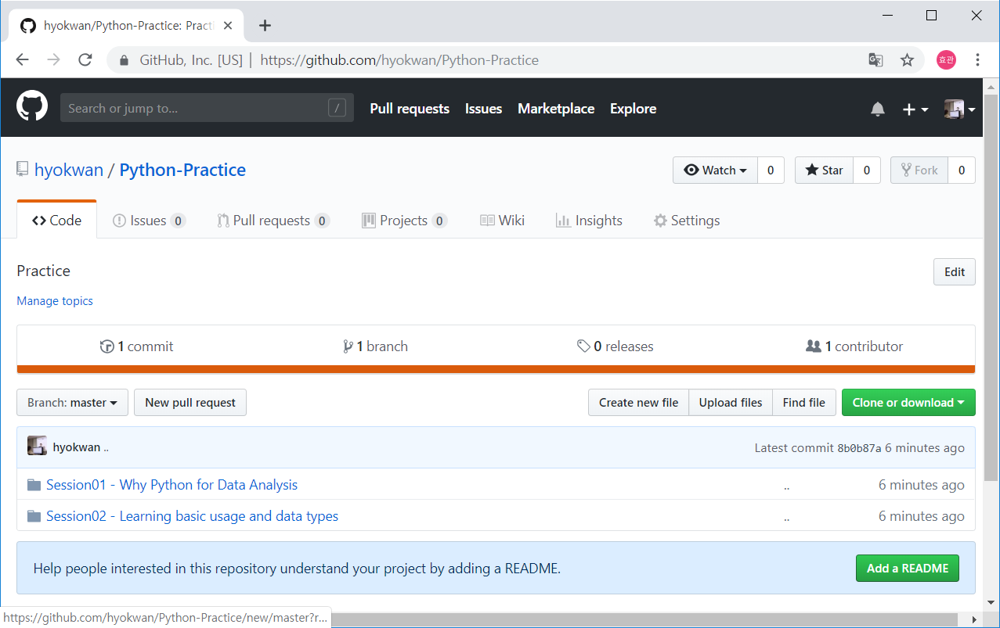 hyokwan/Python-Practice: Practi
GitHub, Inc. [US] | https://github.com/hyokwan/Python-Practice
효관
Search or jump to... /
Pull requests Issues Marketplace Explore
hyokwan / Python-Practice
Watch 0 Star 0 Fork 0
Code Issues 0 Pull requests 0 Projects 0 Wiki Insights Settings
Practice Edit
Manage topics
1 commit 1 branch 0 releases 1 contributor
Branch: master New pull request Create new file Upload files Find file Clone or download
hyokwan .. Latest commit 8b0b87a 6 minutes ago
Session01 - Why Python for Data Analysis .. 6 minutes ago
Session02 - Learning basic usage and data types .. 6 minutes ago
Help people interested in this repository understand your project by adding a README. Add a README
https://github.com/hyokwan/Python-Practice/new/master?r...